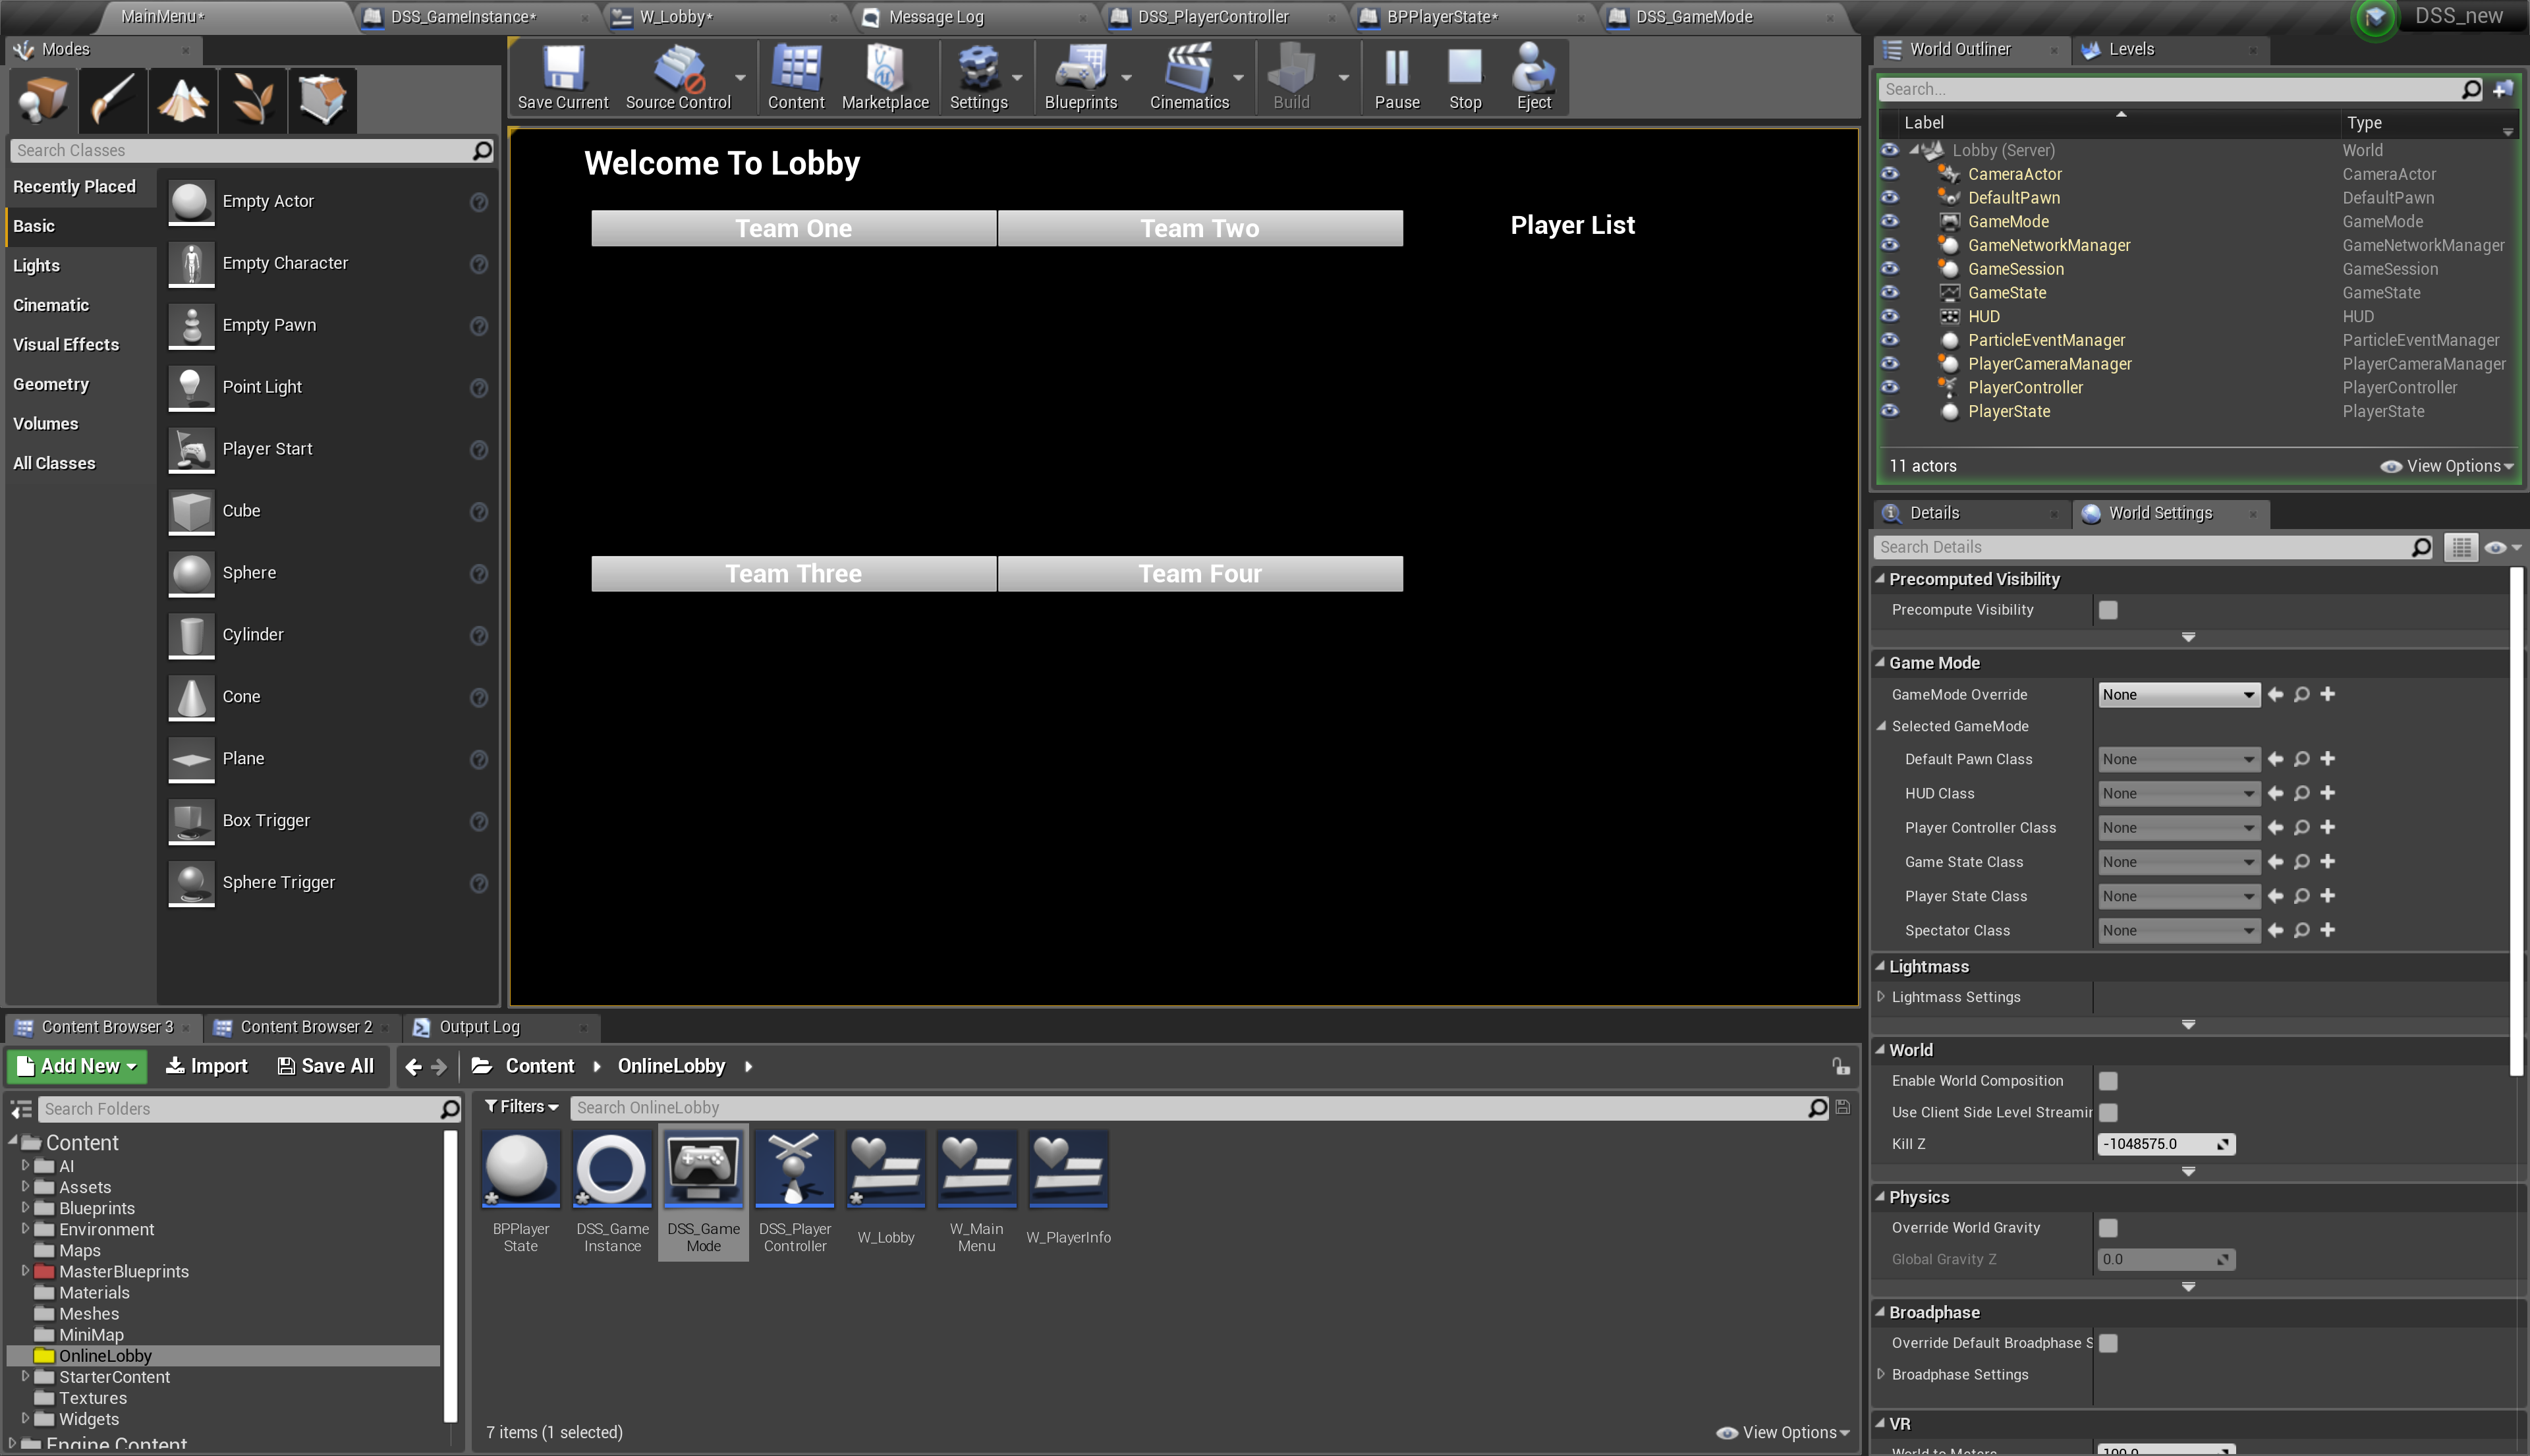 MainMenu*
DSS_GameInstance*
W_Lobby*
Message Log
DSS_PlayerController
BPPlayerState*
DSS_GameMode
DSS_new
Modes
Save Current
Source Control
Content
Marketplace
Settings
Blueprints
Cinematics
Build
Pause
Stop
Eject
Search Classes
Recently Placed
Basic
Lights
Cinematic
Visual Effects
Geometry
Volumes
All Classes
Empty Actor
Empty Character
Empty Pawn
Point Light
Player Start
Cube
Sphere
Cylinder
Cone
Plane
Box Trigger
Sphere Trigger
Welcome To Lobby
Team One
Team Two
Player List
Team Three
Team Four
World Outliner
Levels
Search...
Label Type
Lobby (Server) World
CameraActor CameraActor
DefaultPawn DefaultPawn
GameMode GameMode
GameNetworkManager GameNetworkManager
GameSession GameSession
GameState GameState
HUD HUD
ParticleEventManager ParticleEventManager
PlayerCameraManager PlayerCameraManager
PlayerController PlayerController
PlayerState PlayerState
11 actors
View Options
Details
World Settings
Search Details
Precomputed Visibility
Precompute Visibility
Game Mode
GameMode Override None
Selected GameMode
Default Pawn Class None
HUD Class None
Player Controller Class None
Game State Class None
Player State Class None
Spectator Class None
Lightmass
Lightmass Settings
World
Enable World Composition
Use Client Side Level Streamin
Kill Z -1048575.0
Physics
Override World Gravity
Global Gravity Z 0.0
Broadphase
Override Default Broadphase S
Broadphase Settings
VR
World to Meters 100.0
Content Browser 3
Content Browser 2
Output Log
Add New
Import
Save All
Content
OnlineLobby
Search Folders
Content
AI
Assets
Blueprints
Environment
Maps
MasterBlueprints
Materials
Meshes
MiniMap
OnlineLobby
StarterContent
Textures
Widgets
Engine Content
Filters
Search OnlineLobby
BPPlayer
State
DSS_Game
Instance
DSS_Game
Mode
DSS_Player
Controller
W_Lobby
W_Main
Menu
W_PlayerInfo
7 items (1 selected)
View Options